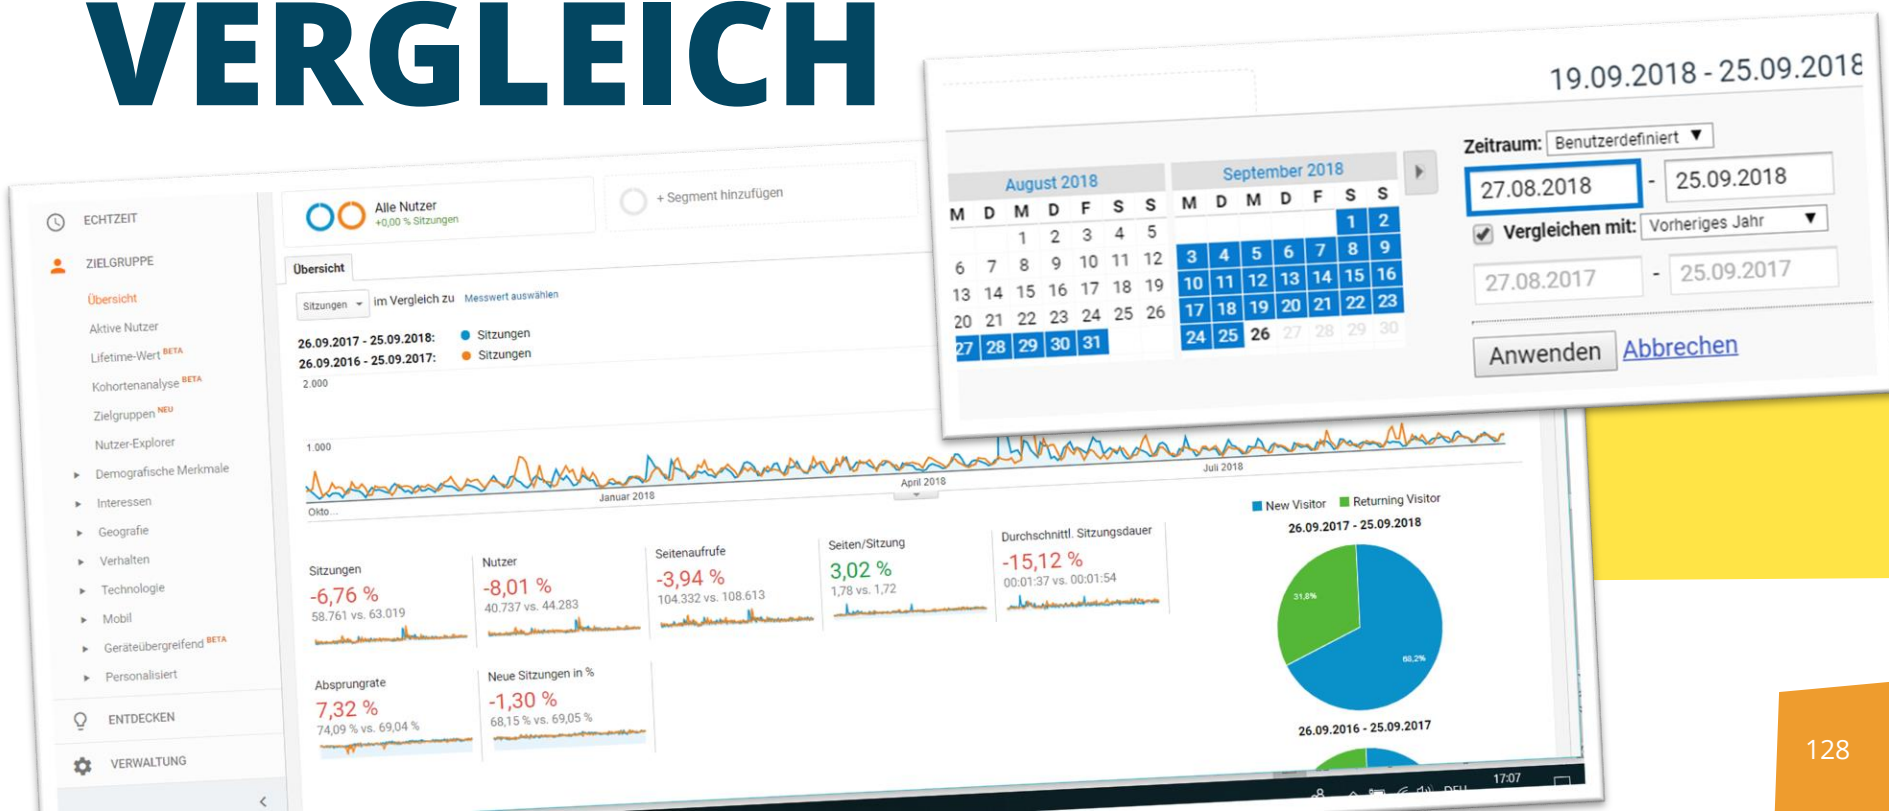 VERGLEICH
19.09.2018 - 25.09.2018
Zeitraum: Benutzerdefiniert
27.08.2018 - 25.09.2018
Vergleichen mit: Vorheriges Jahr
27.08.2017 - 25.09.2017
Anwenden Abbrechen
August 2018
M D M D F S S
1 2 3 4 5
6 7 8 9 10 11 12
13 14 15 16 17 18 19
20 21 22 23 24 25 26
27 28 29 30 31
September 2018
M D M D F S S
1 2
3 4 5 6 7 8 9
10 11 12 13 14 15 16
17 18 19 20 21 22 23
24 25 26 27 28 29 30
ECHTZEIT
ZIELGRUPPE
Übersicht
Aktive Nutzer
Lifetime-Wert BETA
Kohortenanalyse BETA
Zielgruppen NEU
Nutzer-Explorer
Demografische Merkmale
Interessen
Geografie
Verhalten
Technologie
Mobil
Geräteübergreifend BETA
Personalisiert
ENTDECKEN
VERWALTUNG
Alle Nutzer
+0,00 % Sitzungen
+ Segment hinzufügen
Übersicht
Sitzungen im Vergleich zu Messwert auswählen
26.09.2017 - 25.09.2018: Sitzungen
26.09.2016 - 25.09.2017: Sitzungen
2.000
1.000
Okto...
Januar 2018
April 2018
Juli 2018
Sitzungen
-6,76 %
58.761 vs. 63.019
Nutzer
-8,01 %
40.737 vs. 44.283
Seitenaufrufe
-3,94 %
104.332 vs. 108.613
Seiten/Sitzung
3,02 %
1,78 vs. 1,72
Durchschnittl. Sitzungsdauer
-15,12 %
00:01:37 vs. 00:01:54
Absprungrate
7,32 %
74,09 % vs. 69,04 %
Neue Sitzungen in %
-1,30 %
68,15 % vs. 69,05 %
New Visitor Returning Visitor
26.09.2017 - 25.09.2018
31,8%
68,2%
26.09.2016 - 25.09.2017
17:07
128